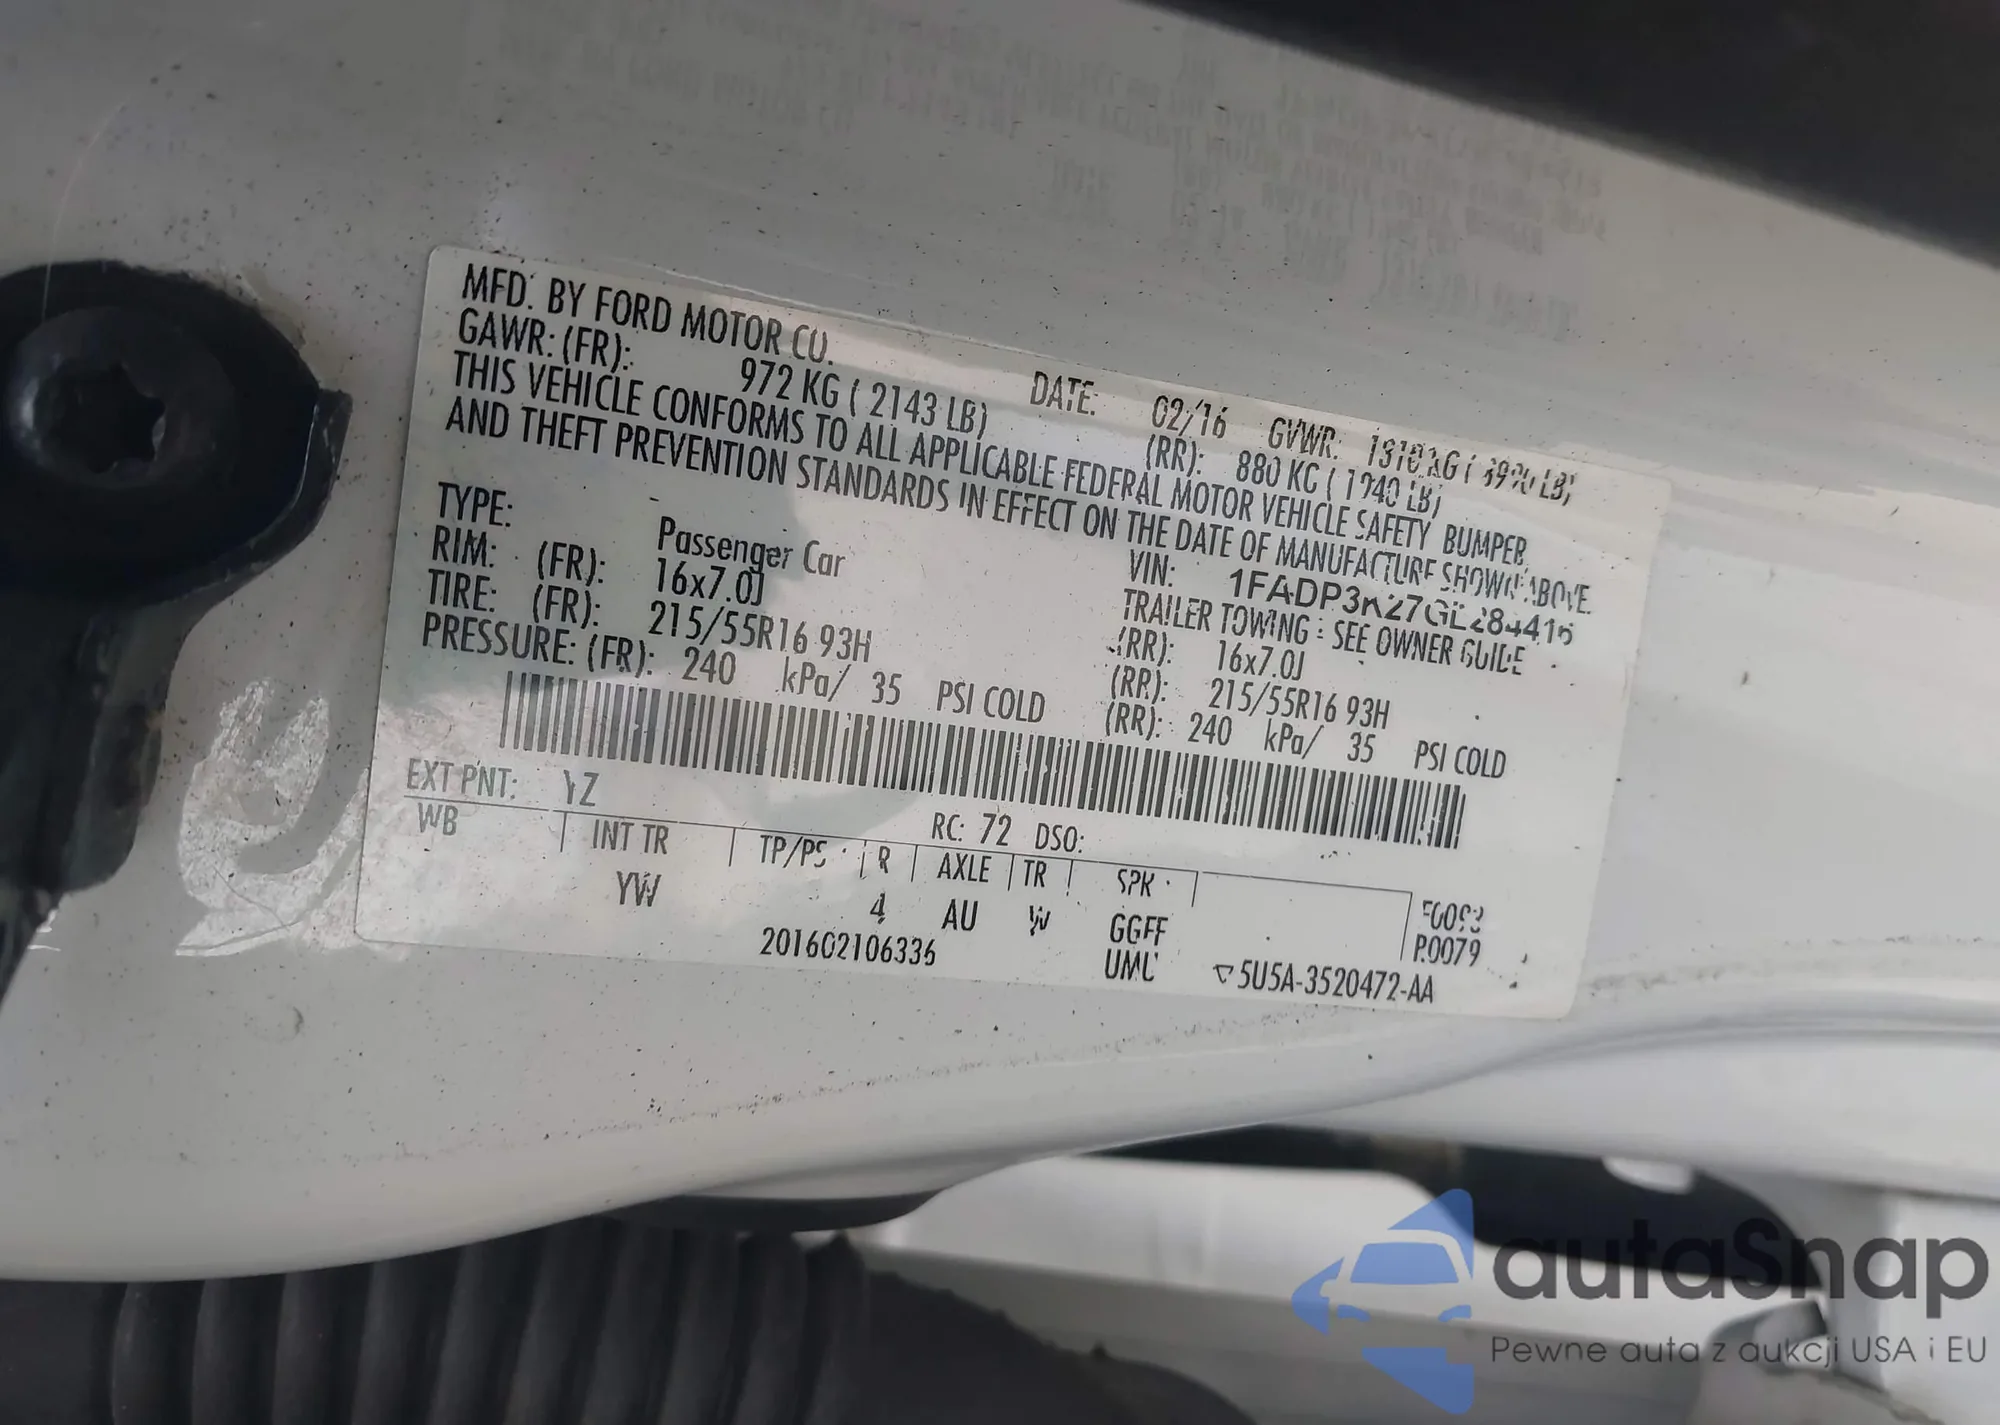 MFD. BY FORD MOTOR CO. DATE: 02/16 GVWR:
GAWR: (FR): 972 KG ( 2143 LB) (RR): 880 KG ( 1940 LB)
THIS VEHICLE CONFORMS TO ALL APPLICABLE FEDERAL MOTOR VEHICLE SAFETY BUMPER,
AND THEFT PREVENTION STANDARDS IN EFFECT ON THE DATE OF MANUFACTURE SHOWN ABOVE.
VIN:
TYPE: Passenger Car TRAILER TOWING - SEE OWNER GUIDE
RIM: (FR): 16x7.0J (RR): 16x7.0J
TIRE: (FR): 215/55R16 93H (RR): 215/55R16 93H
PRESSURE: (FR): 240 kPa/ 35 PSI COLD (RR): 240 kPa/ 35 PSI COLD
EXT PNT: YZ RC: 72 DSO:
WB INT TR TP/PS R AXLE TR SPR
YW 4 AU W GGFF
201602106336 UML ▽5U5A-3520472-AA
autaSnap
Pewne auta z aukcji USA i EU